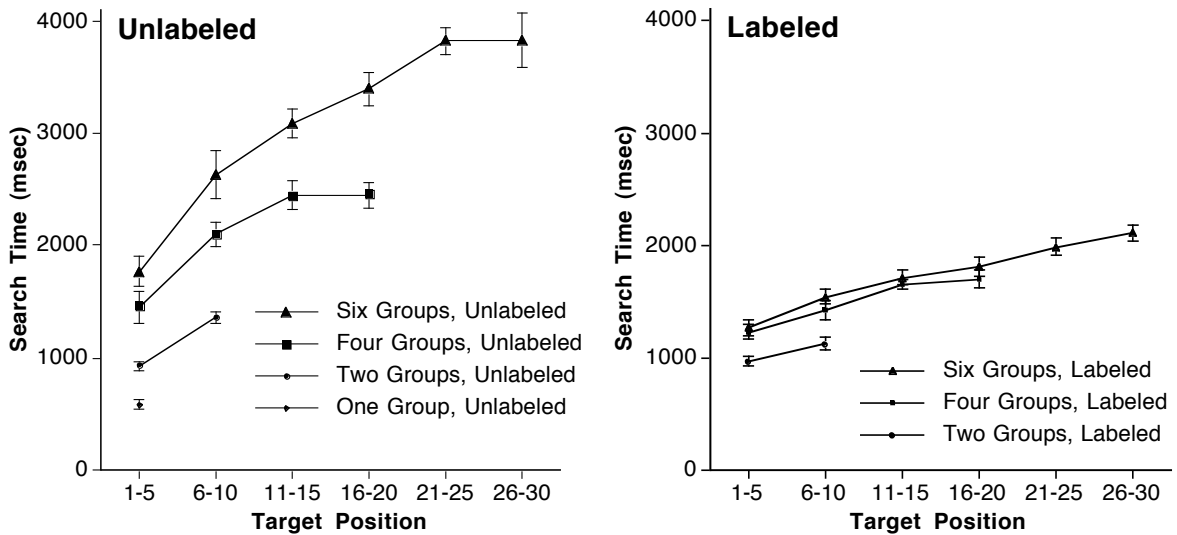 Unlabeled
Search Time (msec)
4000
3000
2000
1000
0
Six Groups, Unlabeled
Four Groups, Unlabeled
Two Groups, Unlabeled
One Group, Unlabeled
1-5 6-10 11-15 16-20 21-25 26-30
Target Position
Labeled
Search Time (msec)
4000
3000
2000
1000
0
Six Groups, Labeled
Four Groups, Labeled
Two Groups, Labeled
1-5 6-10 11-15 16-20 21-25 26-30
Target Position